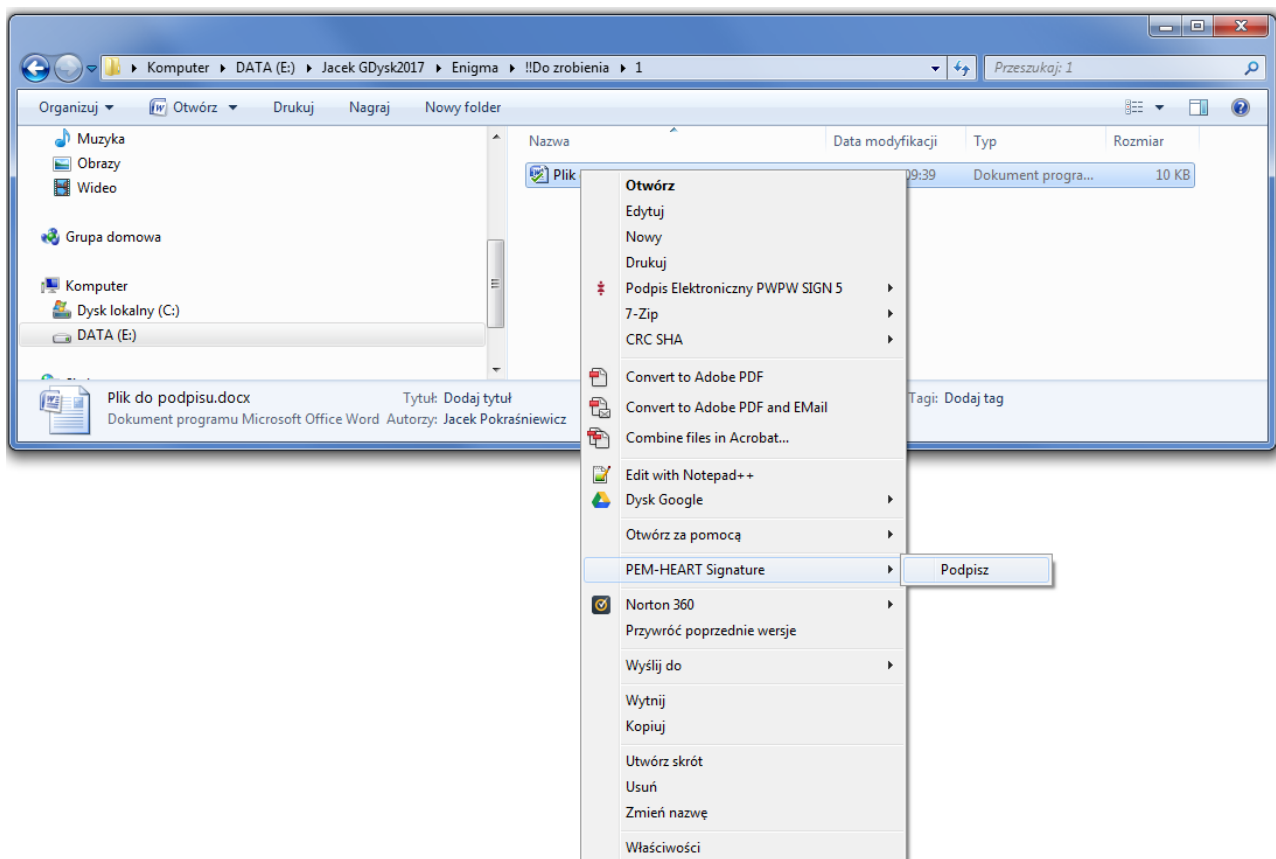 Komputer DATA (E:) Jacek GDysk2017 Enigma !!Do zrobienia 1 Przeszukaj: 1
Organizuj Otwórz Drukuj Nagraj Nowy folder
Muzyka
Obrazy
Wideo
Grupa domowa
Komputer
Dysk lokalny (C:)
DATA (E:)
Nazwa Data modyfikacji Typ Rozmiar
Plik 09:39 Dokument progra... 10 KB
Plik do podpisu.docx Tytuł: Dodaj tytuł Tagi: Dodaj tag
Dokument programu Microsoft Office Word Autorzy: Jacek Pokraśniewicz
Otwórz
Edytuj
Nowy
Drukuj
Podpis Elektroniczny PWPW SIGN 5
7-Zip
CRC SHA
Convert to Adobe PDF
Convert to Adobe PDF and EMail
Combine files in Acrobat...
Edit with Notepad++
Dysk Google
Otwórz za pomocą
PEM-HEART Signature Podpisz
Norton 360
Przywróć poprzednie wersje
Wyślij do
Wytnij
Kopiuj
Utwórz skrót
Usuń
Zmień nazwę
Właściwości